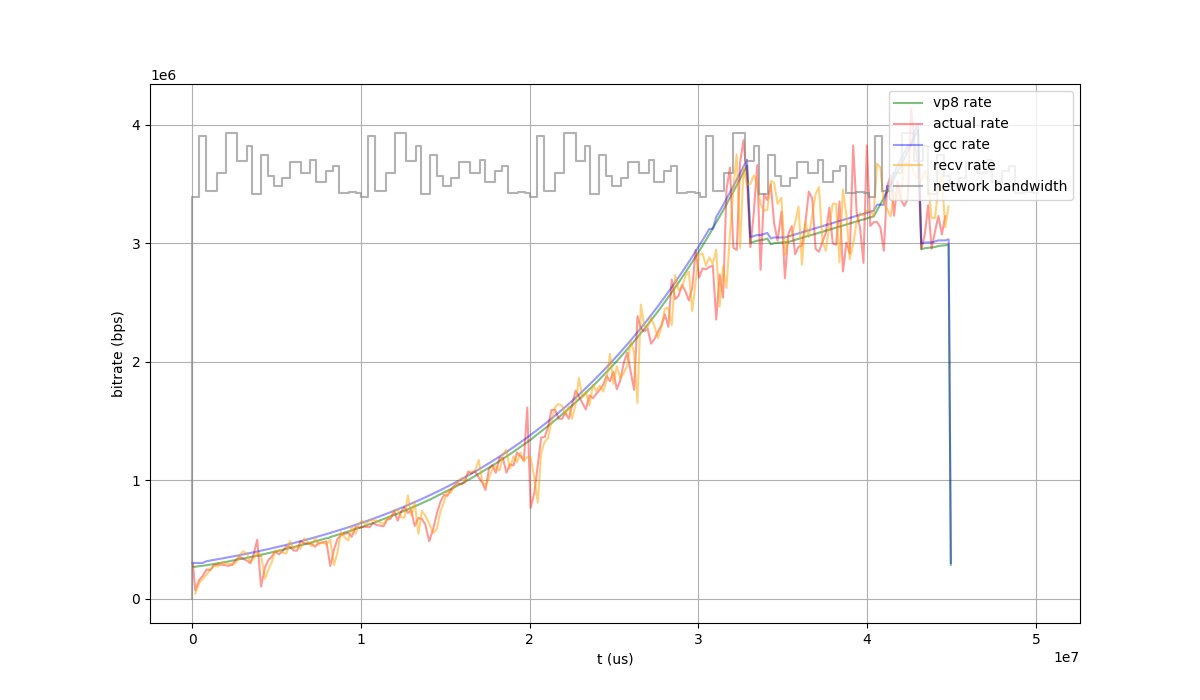 1e6
4
3
2
1
0
bitrate (bps)
vp8 rate
actual rate
gcc rate
recv rate
network bandwidth
0
1
2
3
4
5
t (us)
1e7